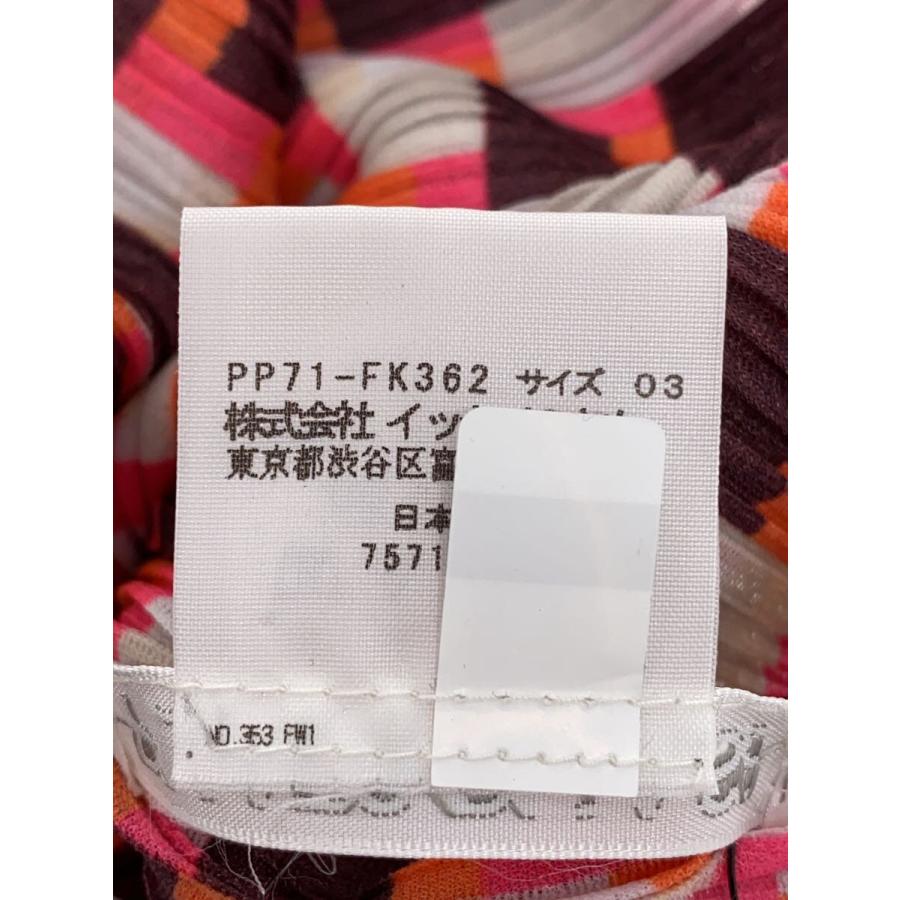 PP71-FK362 サイズ 03
株式会社 イッ
東京都渋谷区富
日本
7571
NO.353 FW1